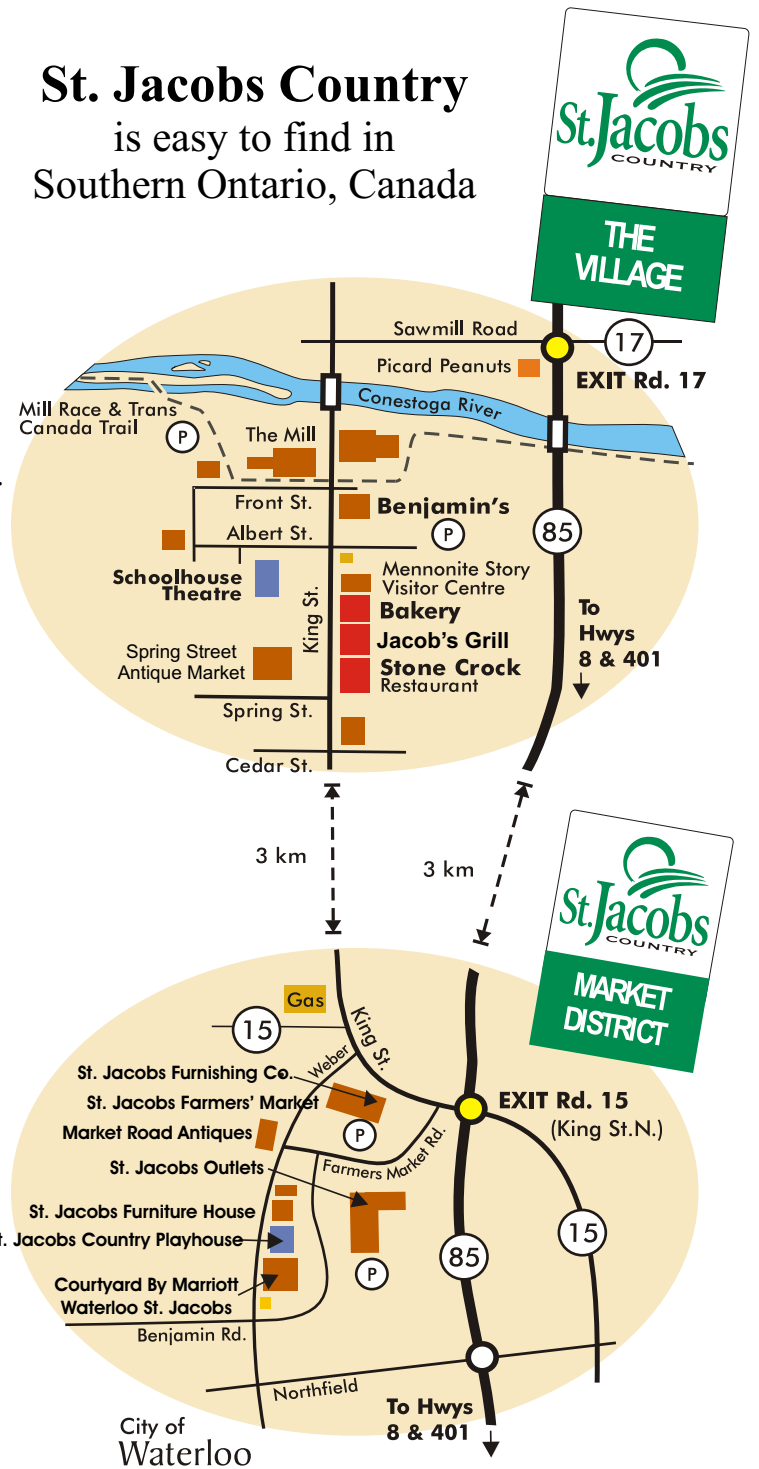 St. Jacobs Country
is easy to find in
Southern Ontario, Canada
St.Jacobs
COUNTRY
THE
VILLAGE
Sawmill Road
17
Picard Peanuts
EXIT Rd. 17
Conestoga River
Mill Race & Trans
Canada Trail
P
The Mill
Front St.
Benjamin's
Albert St.
P
85
Schoolhouse
Theatre
Mennonite Story
Visitor Centre
Bakery
King St.
Jacob's Grill
To
Hwys
8 & 401
Spring Street
Antique Market
Stone Crock
Restaurant
Spring St.
Cedar St.
3 km
3 km
St.Jacobs
COUNTRY
MARKET
DISTRICT
Gas
15
King St.
Weber
St. Jacobs Furnishing Co.
St. Jacobs Farmers' Market
EXIT Rd. 15
(King St.N.)
Market Road Antiques
P
Farmers Market Rd.
St. Jacobs Outlets
St. Jacobs Furniture House
t. Jacobs Country Playhouse
15
85
P
Courtyard By Marriott
Waterloo St. Jacobs
Benjamin Rd.
Northfield
To Hwys
8 & 401
City of
Waterloo